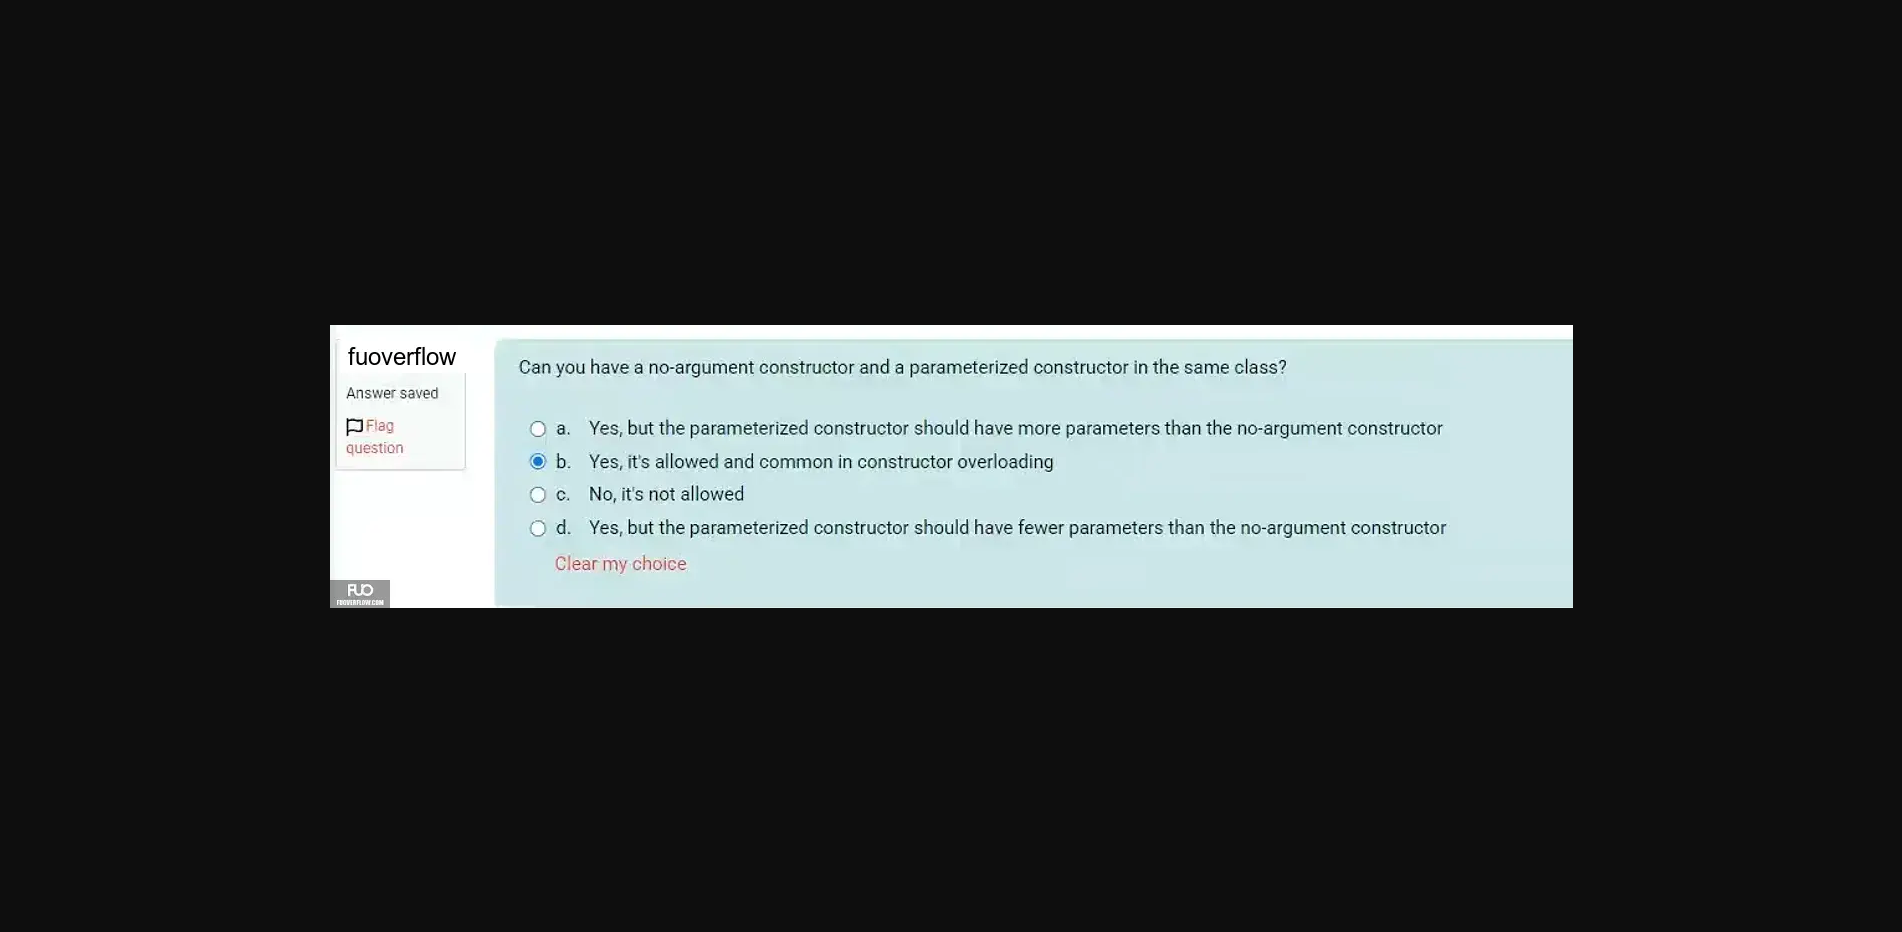 fuoverflow
Answer saved
Flag
question
Can you have a no-argument constructor and a parameterized constructor in the same class?
a. Yes, but the parameterized constructor should have more parameters than the no-argument constructor
b. Yes, it's allowed and common in constructor overloading
c. No, it's not allowed
d. Yes, but the parameterized constructor should have fewer parameters than the no-argument constructor
Clear my choice
FUO
FUOVERFLOW.COM